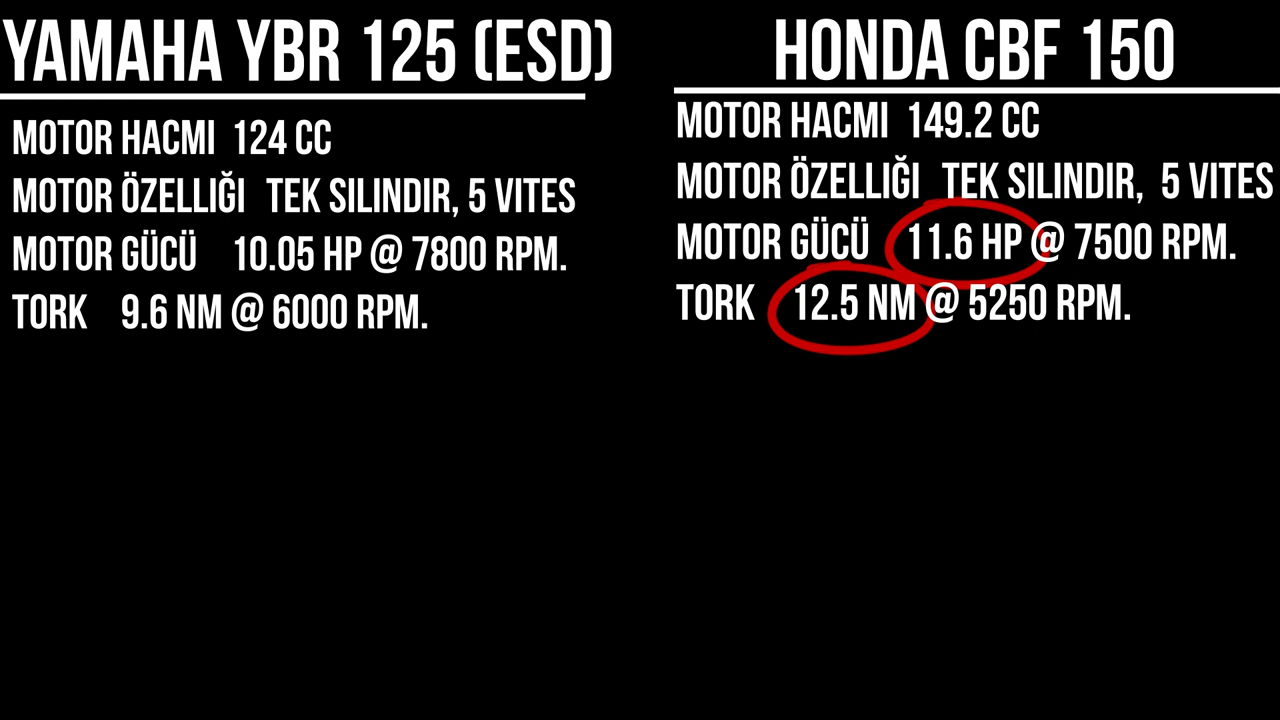 YAMAHA YBR 125 (ESD)
MOTOR HACMI 124 CC
MOTOR ÖZELLIĞI TEK SILINDIR, 5 VITES
MOTOR GÜCÜ 10.05 HP @ 7800 RPM.
TORK 9.6 NM @ 6000 RPM.
HONDA CBF 150
MOTOR HACMI 149.2 CC
MOTOR ÖZELLIĞI TEK SILINDIR, 5 VITES
MOTOR GÜCÜ 11.6 HP @ 7500 RPM.
TORK 12.5 NM @ 5250 RPM.